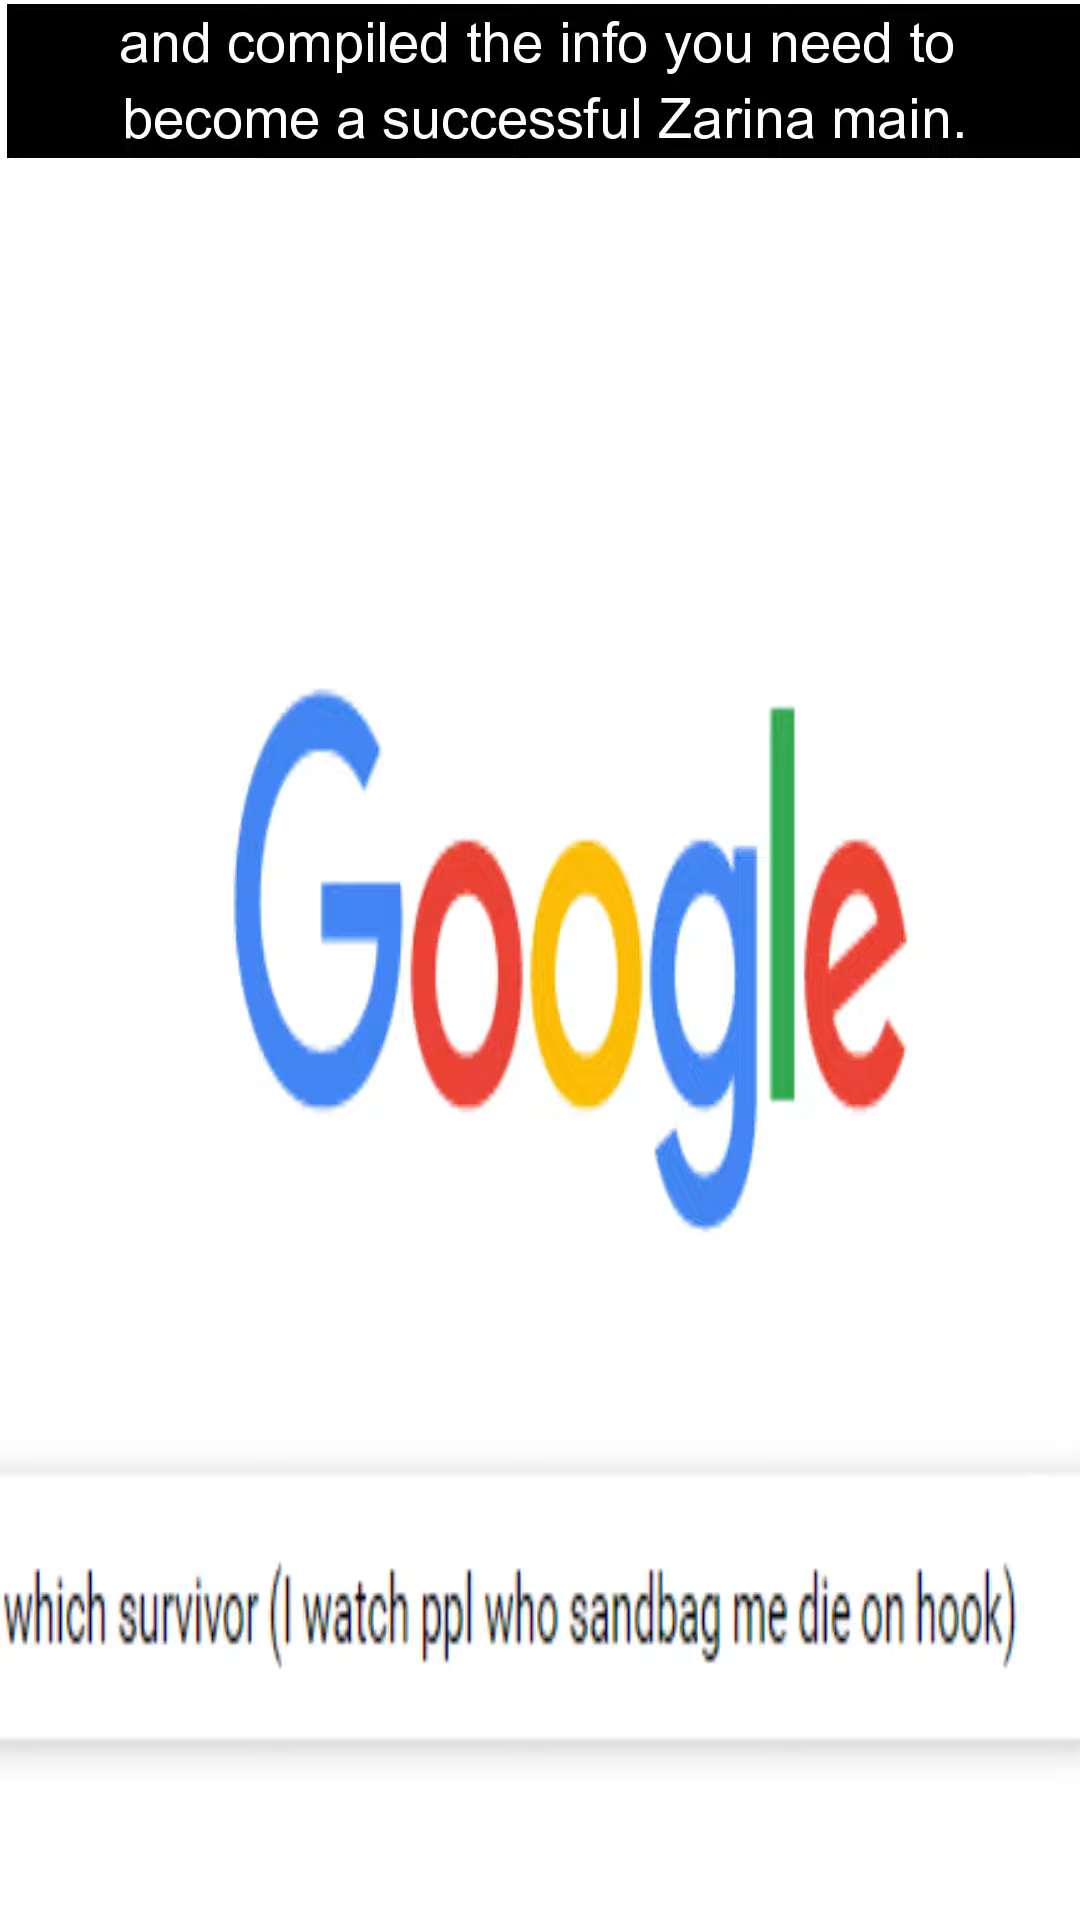 and compiled the info you need to
become a successful Zarina main.
Google
which survivor (I watch ppl who sandbag me die on hook)